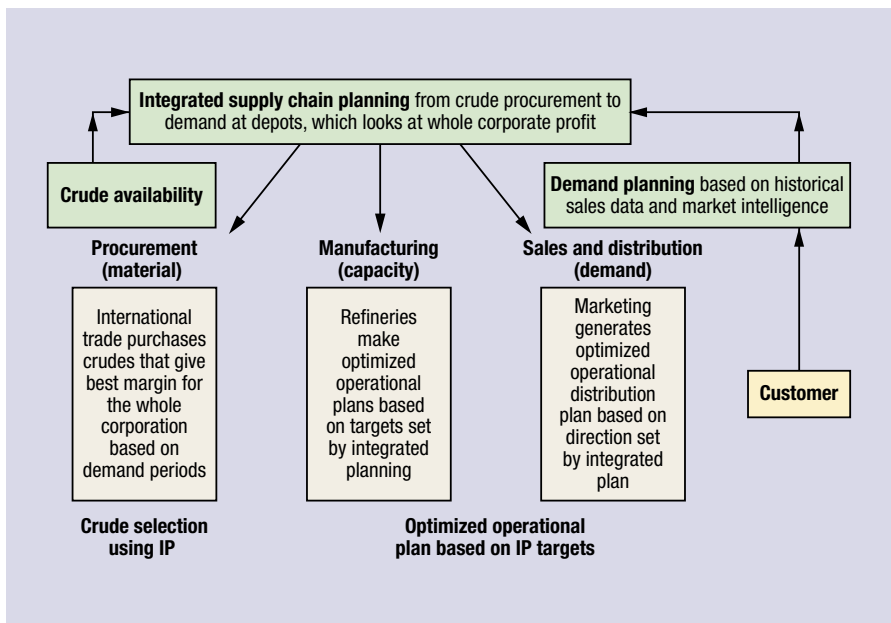 Integrated supply chain planning from crude procurement to
demand at depots, which looks at whole corporate profit
Crude availability
Demand planning based on historical
sales data and market intelligence
Procurement
(material)
Manufacturing
(capacity)
Sales and distribution
(demand)
International
trade purchases
crudes that give
best margin for
the whole
corporation
based on
demand periods
Refineries
make
optimized
operational
plans based
on targets set
by integrated
planning
Marketing
generates
optimized
operational
distribution
plan based on
direction set
by integrated
plan
Customer
Crude selection
using IP
Optimized operational
plan based on IP targets